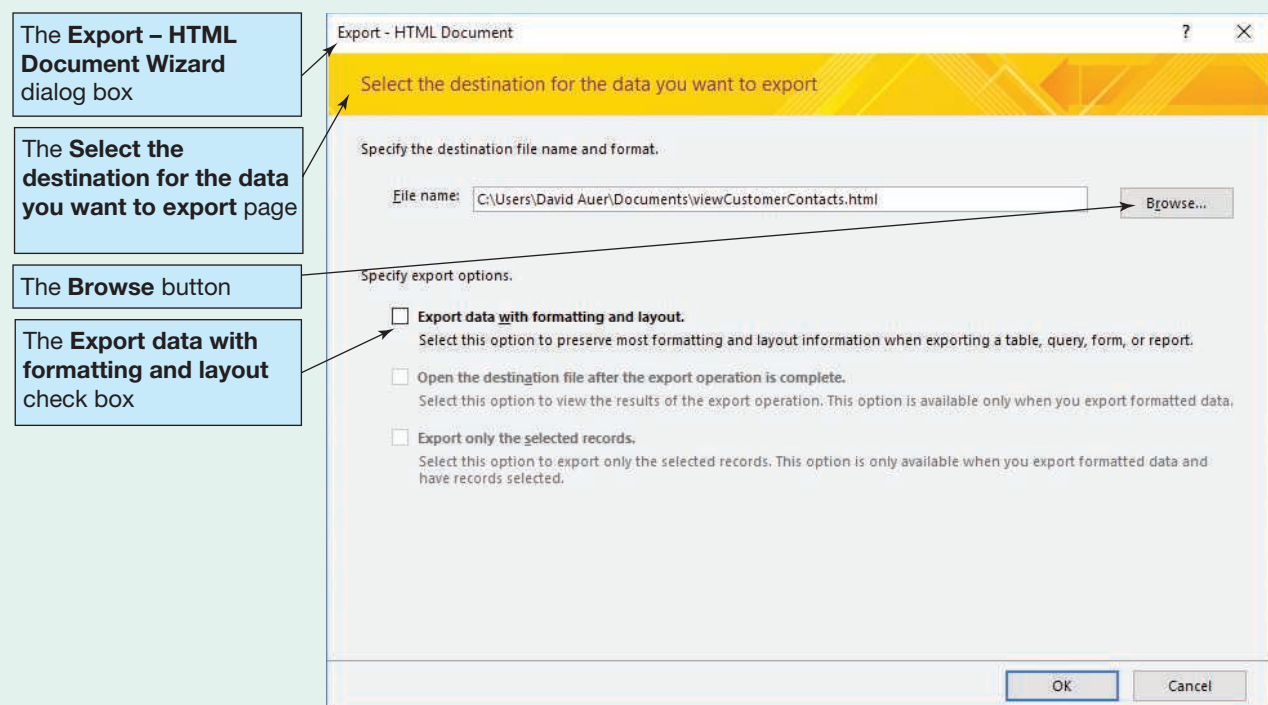 The Export – HTML
Document Wizard
dialog box
The Select the
destination for the data
you want to export page
The Browse button
The Export data with
formatting and layout
check box
Export - HTML Document
?
Select the destination for the data you want to export
Specify the destination file name and format.
File name: C:\Users\David Auer\Documents\viewCustomerContacts.html
Browse...
Specify export options.
Export data with formatting and layout.
Select this option to preserve most formatting and layout information when exporting a table, query, form, or report.
Open the destination file after the export operation is complete.
Select this option to view the results of the export operation. This option is available only when you export formatted data.
Export only the selected records.
Select this option to export only the selected records. This option is only available when you export formatted data and
have records selected.
OK
Cancel